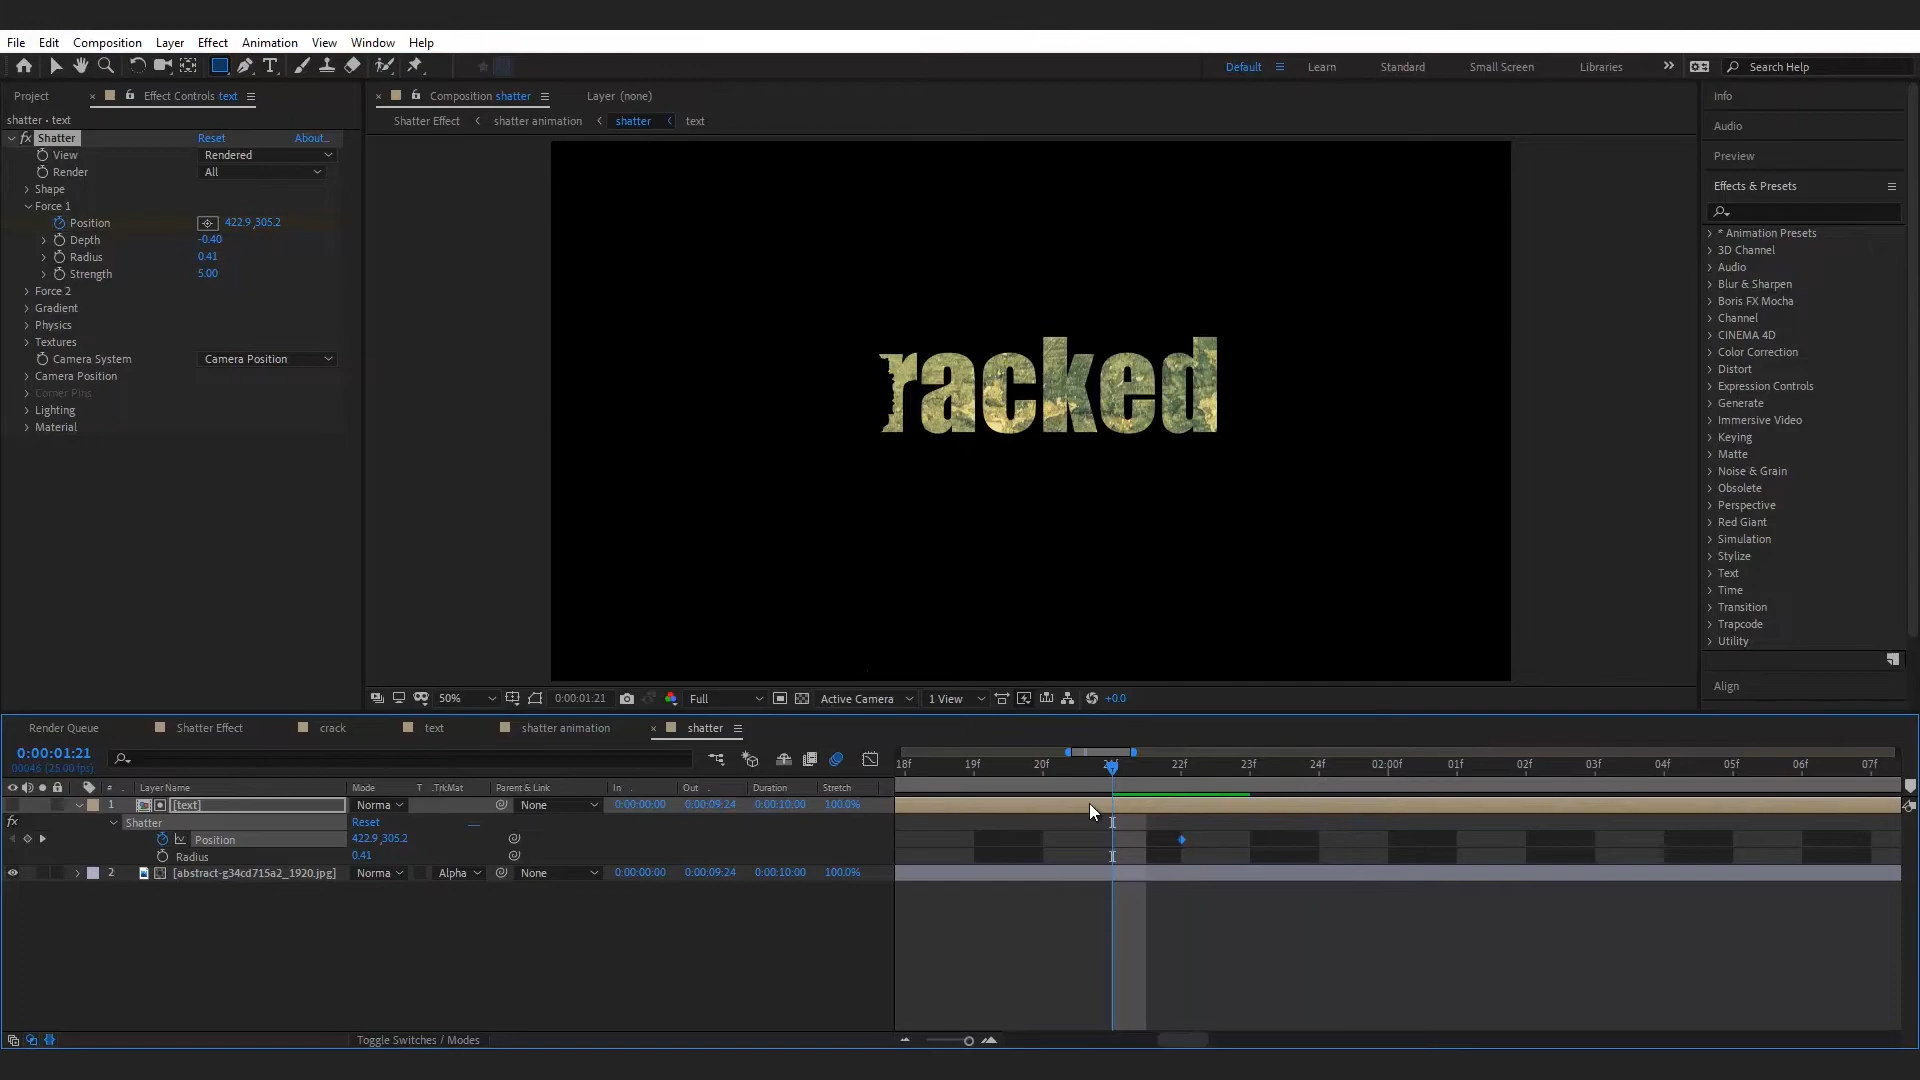 File Edit Composition Layer Effect Animation View Window Help
Default Learn Standard Small Screen Libraries Search Help
Project Effect Controls text
shatter • text
fx Shatter Reset About...
View Rendered
Render All
Shape
Force 1
Position 422.9,305.2
Depth -0.40
Radius 0.41
Strength 5.00
Force 2
Gradient
Physics
Textures
Camera System Camera Position
Camera Position
Corner Pins
Lighting
Material
Composition shatter Layer (none)
Shatter Effect shatter animation shatter text
racked
50% 0:00:01:21 Full Active Camera 1 View +0.0
Info
Audio
Preview
Effects & Presets
* Animation Presets
3D Channel
Audio
Blur & Sharpen
Boris FX Mocha
Channel
CINEMA 4D
Color Correction
Distort
Expression Controls
Generate
Immersive Video
Keying
Matte
Noise & Grain
Obsolete
Perspective
Red Giant
Simulation
Stylize
Text
Time
Transition
Trapcode
Utility
Align
Render Queue Shatter Effect crack text shatter animation shatter
0:00:01:21
00046 (25.00 fps)
18f 19f 20f 21f 22f 23f 24f 02:00f 01f 02f 03f 04f 05f 06f 07f
# Layer Name Mode T .TrkMat Parent & Link In Out Duration Stretch
1 [text] Norma None 0:00:00:00 0:00:09:24 0:00:10:00 100.0%
fx Shatter Reset
Position 422.9,305.2
Radius 0.41
2 [abstract-g34cd715a2_1920.jpg] Norma Alpha None 0:00:00:00 0:00:09:24 0:00:10:00 100.0%
Toggle Switches / Modes